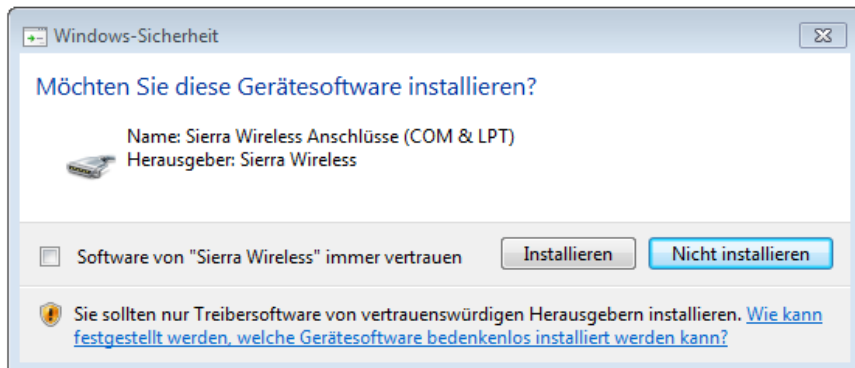 Windows-Sicherheit
Möchten Sie diese Gerätesoftware installieren?
Name: Sierra Wireless Anschlüsse (COM & LPT)
Herausgeber: Sierra Wireless
Software von "Sierra Wireless" immer vertrauen
Installieren
Nicht installieren
Sie sollten nur Treibersoftware von vertrauenswürdigen Herausgebern installieren. Wie kann
festgestellt werden, welche Gerätesoftware bedenkenlos installiert werden kann?